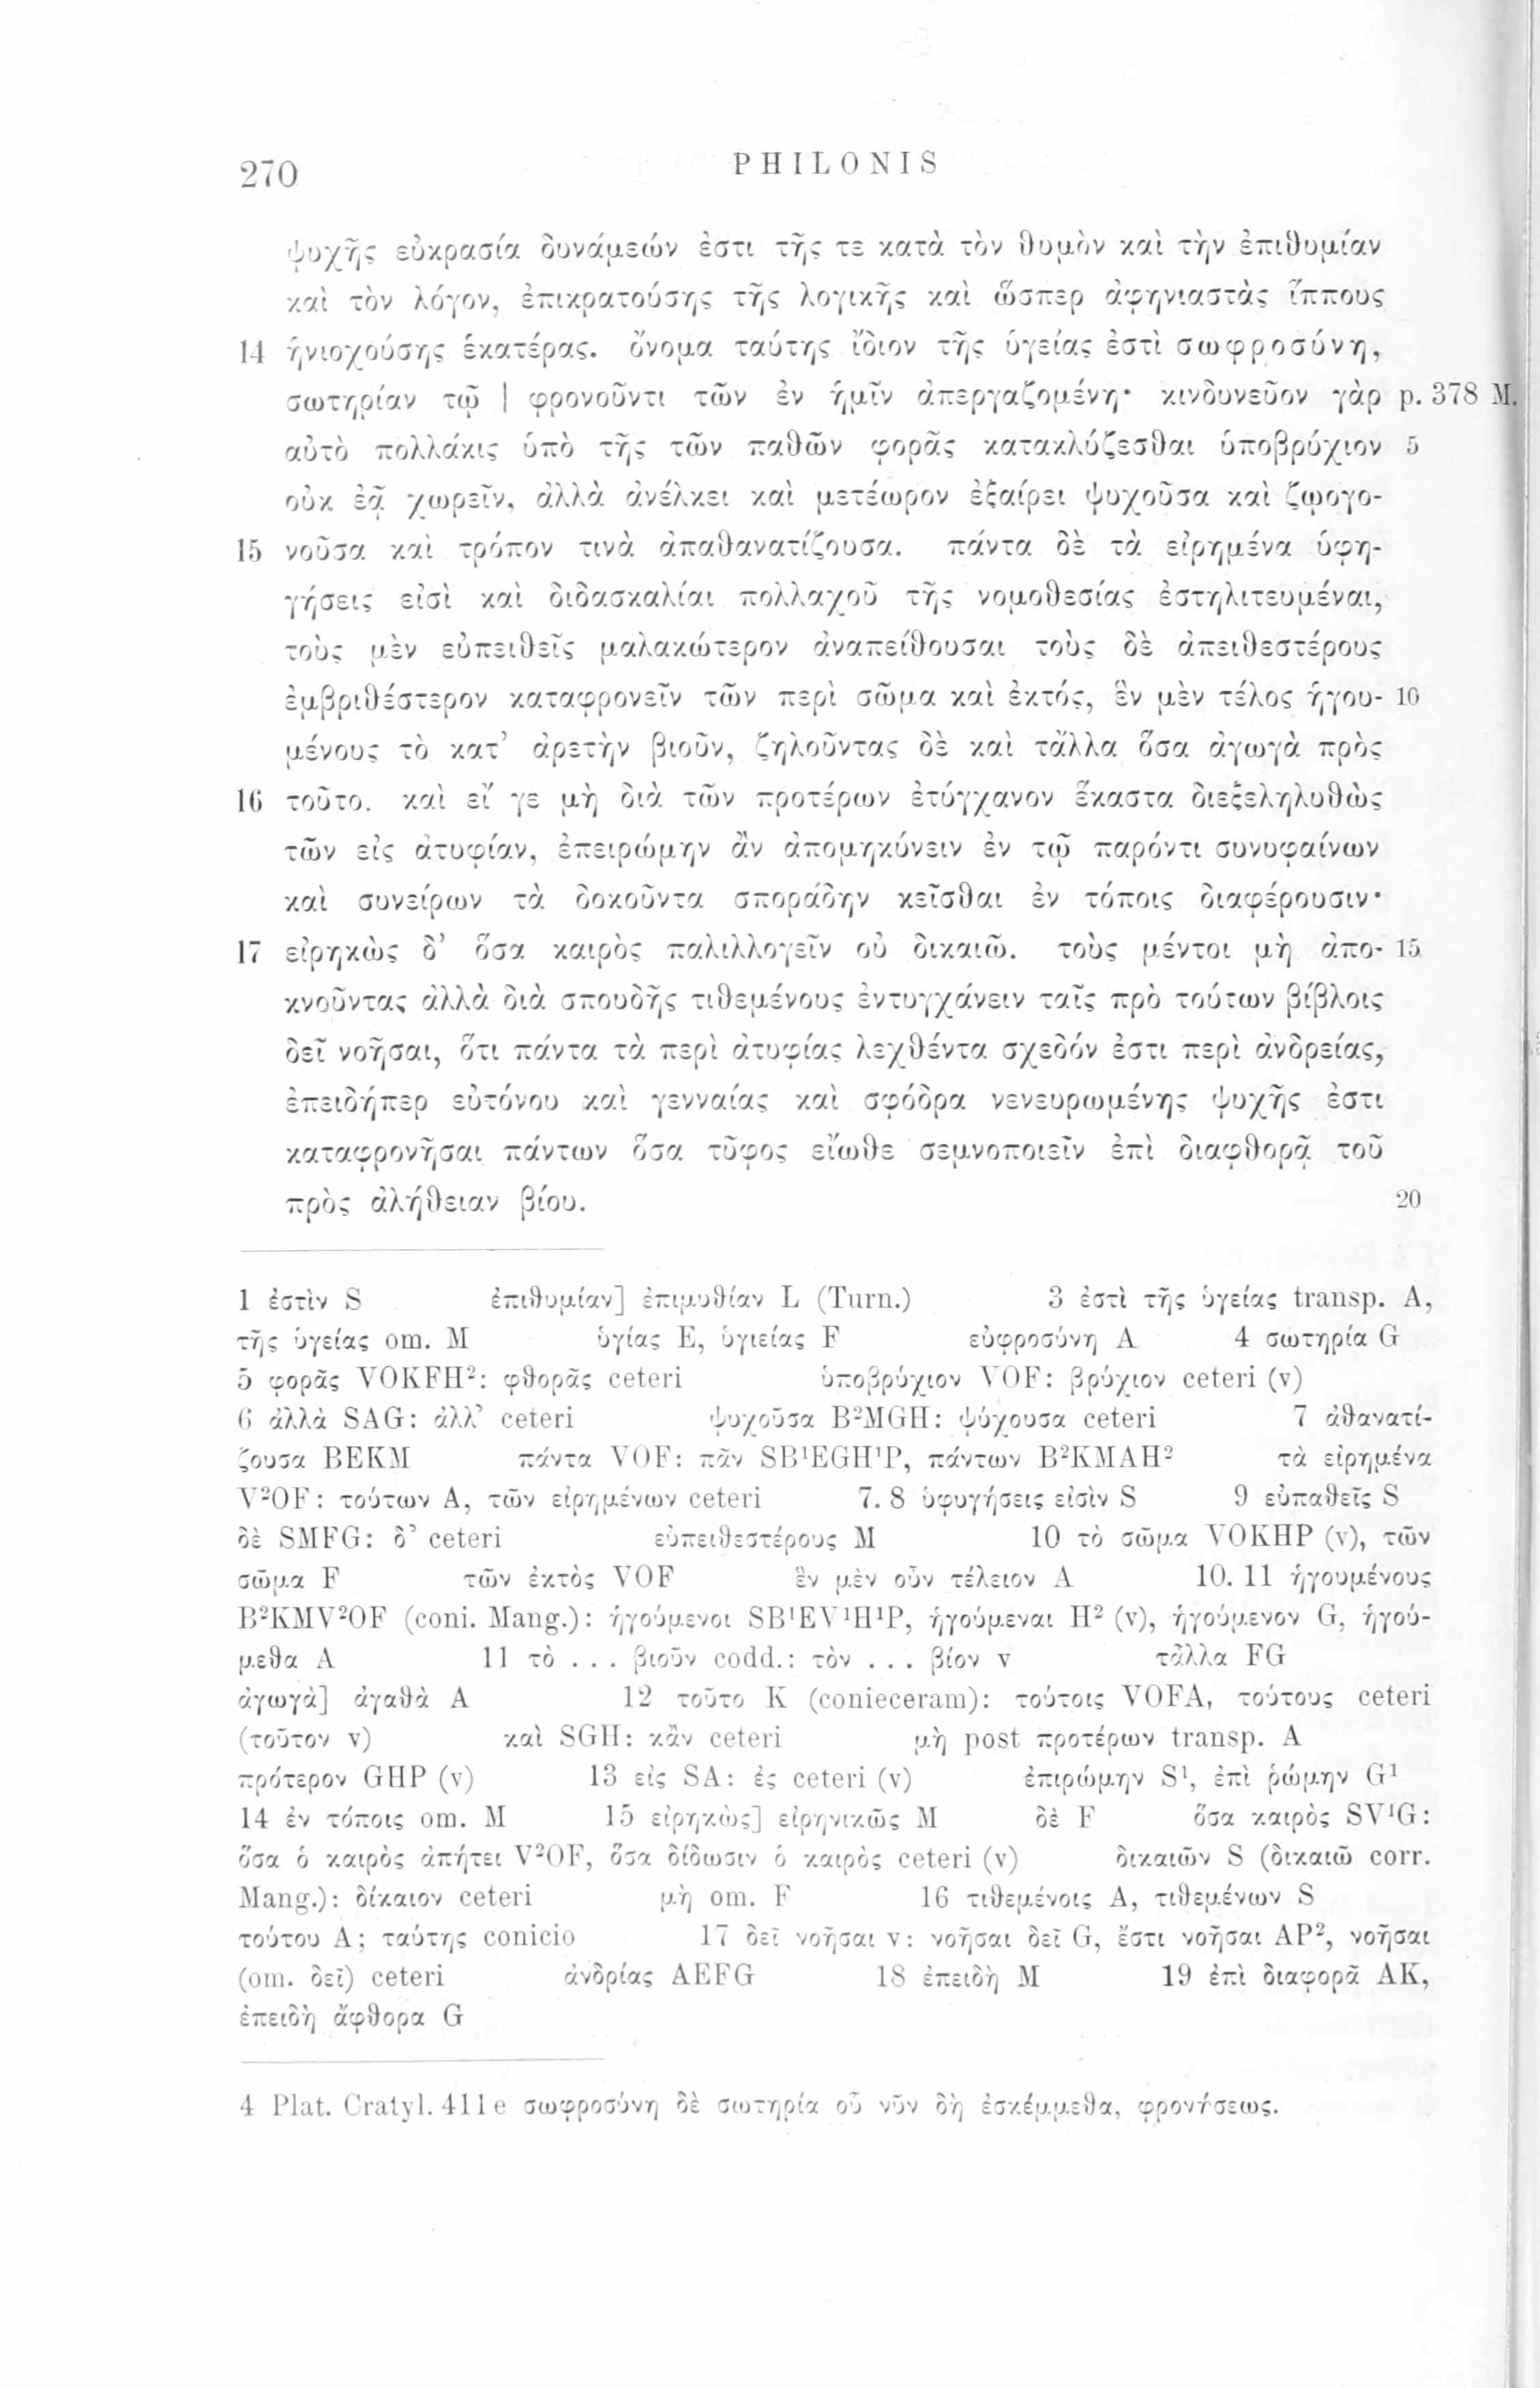 270
PHILONIS
ψυχῆς εὐκρασία δυνάμεών ἐστι τῆς τε κατὰ τὸν θυμὸν καὶ τὴν ἐπιθυμίαν
καὶ τὸν λόγον, ἐπικρατούσης τῆς λογικῆς καὶ ὥσπερ ἀφηνιαστὰς ἵππους
14 ἡνιοχούσης ἑκατέρας. ὄνομα ταύτης ἴδιον τῆς ὑγείας ἐστὶ σωφροσύνη,
σωτηρίαν τῷ | φρονοῦντι τῶν ἐν ἡμῖν ἀπεργαζομένη· κινδυνεῦον γὰρ p. 378 M.
αὐτὸ πολλάκις ὑπὸ τῆς τῶν παθῶν φορᾶς κατακλύζεσθαι ὑποβρύχιον 5
οὐκ ἐᾷ χωρεῖν, ἀλλὰ ἀνέλκει καὶ μετέωρον ἐξαίρει ψυχοῦσα καὶ ζωογο-
15 νοῦσα καὶ τρόπον τινὰ ἀπαθανατίζουσα. πάντα δὲ τὰ εἰρημένα ὑφη-
γήσεις εἰσὶ καὶ διδασκαλίαι πολλαχοῦ τῆς νομοθεσίας ἐστηλιτευμέναι,
τοὺς μὲν εὐπειθεῖς μαλακώτερον ἀναπείθουσαι τοὺς δὲ ἀπειθεστέρους
ἐμβριθέστερον καταφρονεῖν τῶν περὶ σῶμα καὶ ἐκτός, ἓν μὲν τέλος ἡγου- 10
μένους τὸ κατ’ ἀρετὴν βιοῦν, ζηλοῦντας δὲ καὶ τἄλλα ὅσα ἀγωγὰ πρὸς
16 τοῦτο. καὶ εἴ γε μὴ διὰ τῶν προτέρων ἐτύγχανον ἕκαστα διεξεληλυθὼς
τῶν εἰς ἀτυφίαν, ἐπειρώμην ἂν ἀπομηκύνειν ἐν τῷ παρόντι συνυφαίνων
καὶ συνείρων τὰ δοκοῦντα σποράδην κεῖσθαι ἐν τόποις διαφέρουσιν·
17 εἰρηκὼς δ’ ὅσα καιρὸς παλιλλογεῖν οὐ δικαιῶ. τοὺς μέντοι μὴ ἀπο- 15
κνοῦντας ἀλλὰ διὰ σπουδῆς τιθεμένους ἐντυγχάνειν ταῖς πρὸ τούτων βίβλοις
δεῖ νοῆσαι, ὅτι πάντα τὰ περὶ ἀτυφίας λεχθέντα σχεδόν ἐστι περὶ ἀνδρείας,
ἐπειδήπερ εὐτόνου καὶ γενναίας καὶ σφόδρα νενευρωμένης ψυχῆς ἐστι
καταφρονῆσαι πάντων ὅσα τῦφος εἴωθε σεμνοποιεῖν ἐπὶ διαφθορᾷ τοῦ
πρὸς ἀλήθειαν βίου. 20
1 ἐστὶν S ἐπιθυμίαν] ἐπιμυθίαν L (Turn.) 3 ἐστὶ τῆς ὑγείας transp. A,
τῆς ὑγείας om. M ὑγίας E, ὑγιείας F εὐφροσύνη A 4 σωτηρία G
5 φορᾶς VOKFH²: φθορᾶς ceteri ὑποβρύχιον VOF: βρύχιον ceteri (v)
6 ἀλλὰ SAG: ἀλλ’ ceteri ψυχοῦσα B²MGH: ψύχουσα ceteri 7 ἀθανατί-
ζουσα BEKM πάντα VOF: πᾶν SB¹EGH¹P, πάντων B²KMAH² τὰ εἰρημένα
V²OF: τούτων A, τῶν εἰρημένων ceteri 7. 8 ὑφυγήσεις εἰσὶν S 9 εὐπαθεῖς S
δὲ SMFG: δ’ ceteri εὐπειθεστέρους M 10 τὸ σῶμα VOKHP (v), τῶν
σῶμα F τῶν ἐκτὸς VOF ἓν μὲν οὖν τέλειον A 10. 11 ἡγουμένους
B²KMV²OF (coni. Mang.): ἡγούμενοι SB¹EV¹H¹P, ἡγούμεναι H² (v), ἡγούμενον G, ἡγού-
μεθα A 11 τὸ . . . βιοῦν codd.: τὸν . . . βίον v τἆλλα FG
ἀγωγὰ] ἀγαθὰ A 12 τοῦτο K (conieceram): τούτοις VOFA, τούτους ceteri
(τοῦτον v) καὶ SGH: κἂν ceteri μὴ post προτέρων transp. A
πρότερον GHP (v) 13 εἰς SA: ἐς ceteri (v) ἐπιρώμην S¹, ἐπὶ ῥώμην G¹
14 ἐν τόποις om. M 15 εἰρηκὼς] εἰρηνικῶς M δὲ F ὅσα καιρὸς SV¹G:
ὅσα ὁ καιρὸς ἀπῄτει V²OF, ὅσα δίδωσιν ὁ καιρὸς ceteri (v) δικαιῶν S (δικαιῶ corr.
Mang.): δίκαιον ceteri μὴ om. F 16 τιθεμένοις A, τιθεμένων S
τούτου A; ταύτης conicio 17 δεῖ νοῆσαι v: νοῆσαι δεῖ G, ἔστι νοῆσαι AP², νοῆσαι
(om. δεῖ) ceteri ἀνδρίας AEFG 18 ἐπειδὴ M 19 ἐπὶ διαφορᾷ AK,
ἐπειδὴ ἄφθορα G
4 Plat. Cratyl. 411 e σωφροσύνη δὲ σωτηρία οὗ νῦν δὴ ἐσκέμμεθα, φρονήσεως.